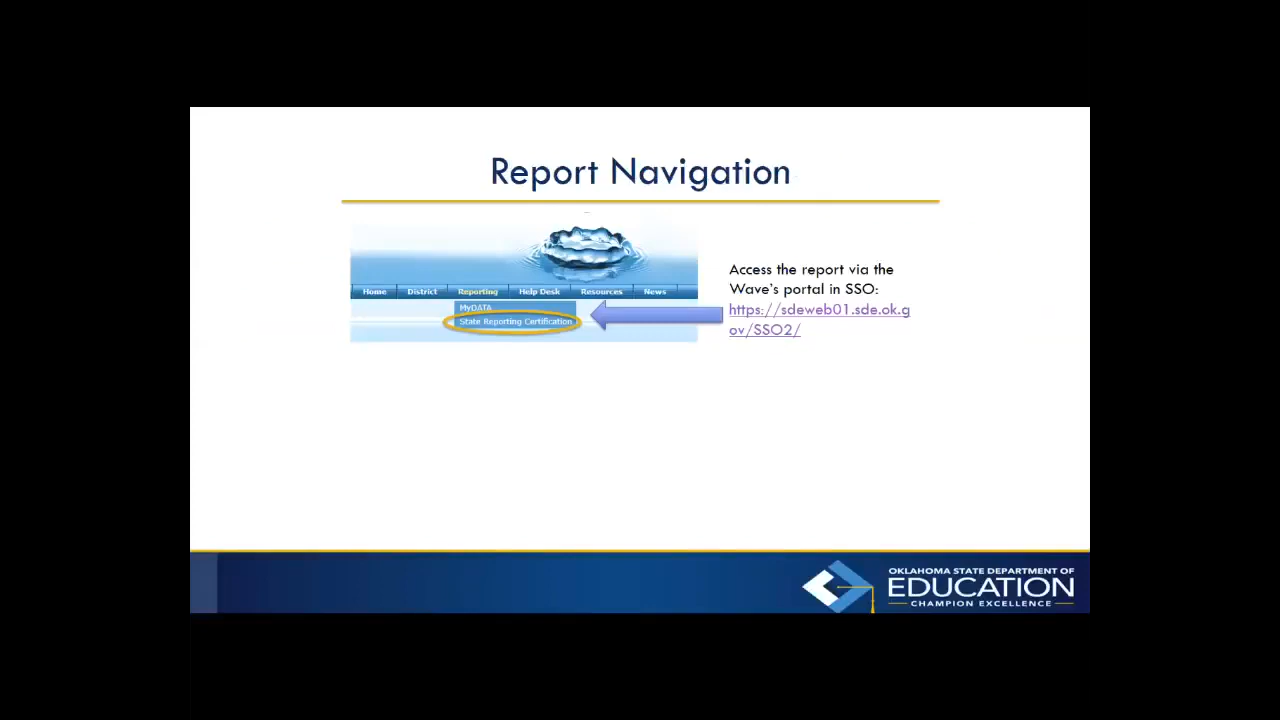 Report Navigation
Home District Reporting Help Desk Resources News
MyDATA
State Reporting Certification
Access the report via the
Wave's portal in SSO:
https://sdeweb01.sde.ok.g
ov/SSO2/
OKLAHOMA STATE DEPARTMENT OF
EDUCATION
CHAMPION EXCELLENCE